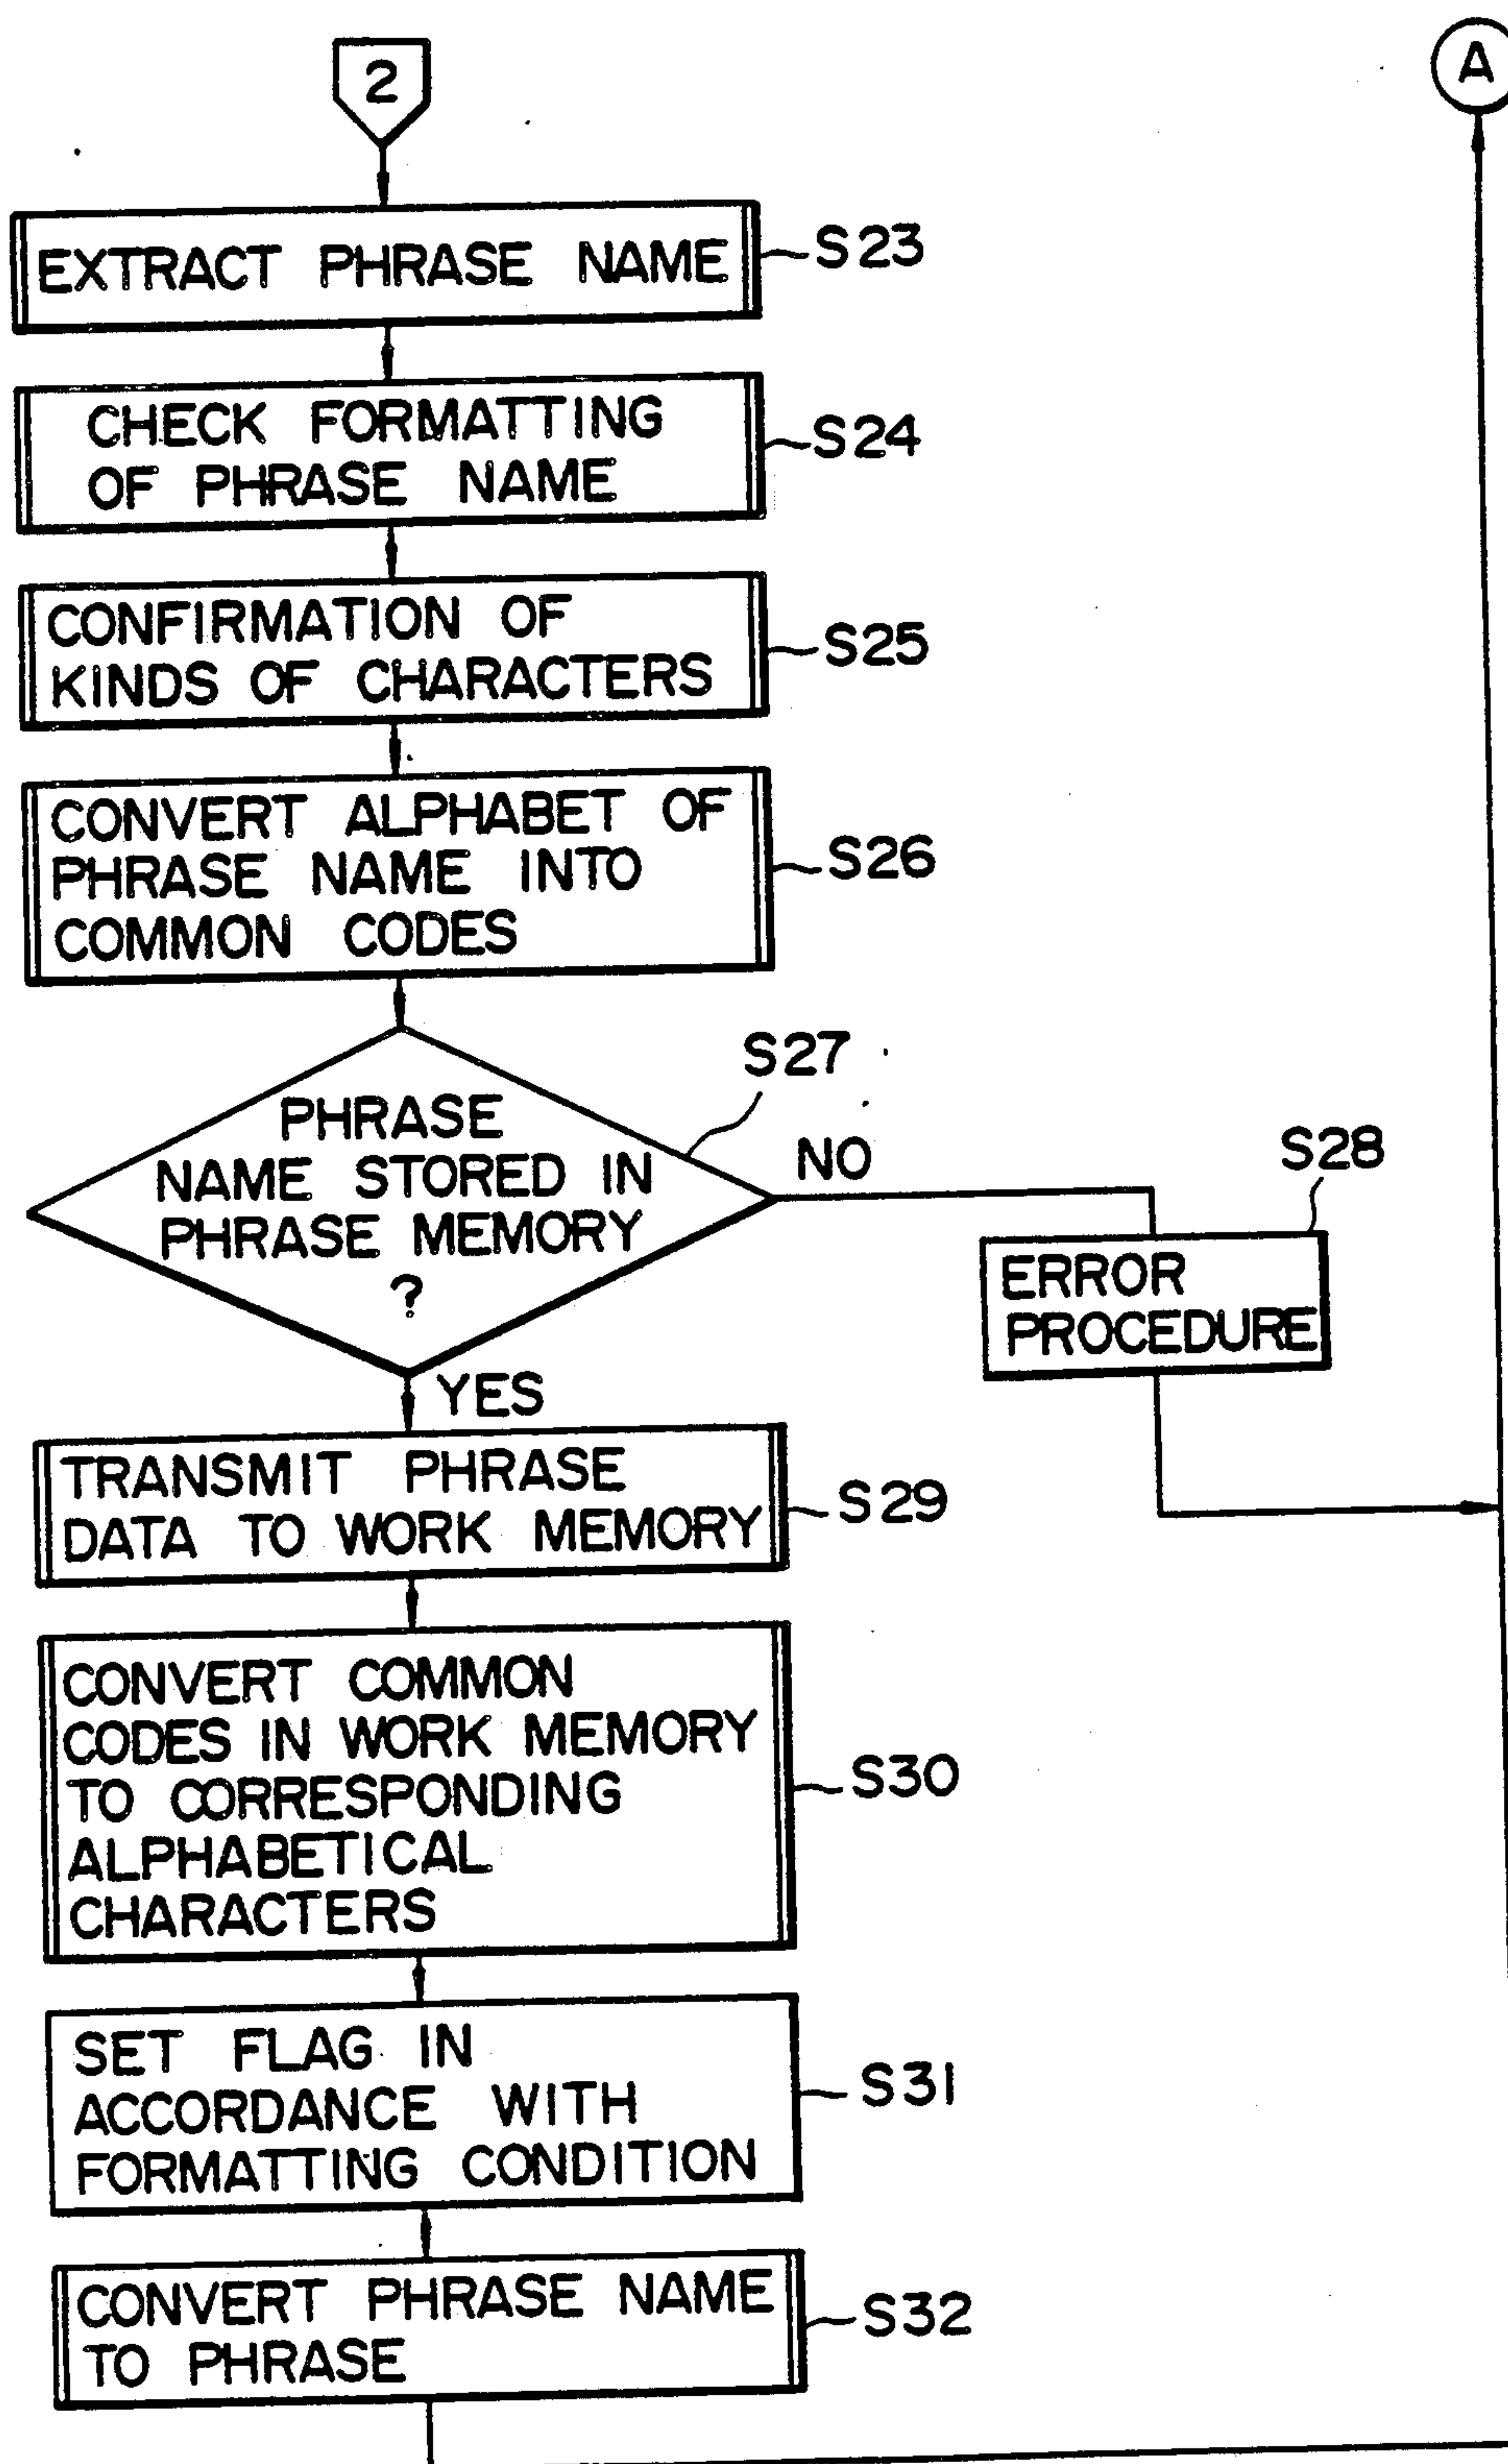 2
A
EXTRACT PHRASE NAME
S23
CHECK FORMATTING
OF PHRASE NAME
S24
CONFIRMATION OF
KINDS OF CHARACTERS
S25
CONVERT ALPHABET OF
PHRASE NAME INTO
COMMON CODES
S26
S27
PHRASE
NAME STORED IN
PHRASE MEMORY
?
NO
S28
ERROR
PROCEDURE
YES
TRANSMIT PHRASE
DATA TO WORK MEMORY
S29
CONVERT COMMON
CODES IN WORK MEMORY
TO CORRESPONDING
ALPHABETICAL
CHARACTERS
S30
SET FLAG IN
ACCORDANCE WITH
FORMATTING CONDITION
S31
CONVERT PHRASE NAME
TO PHRASE
S32